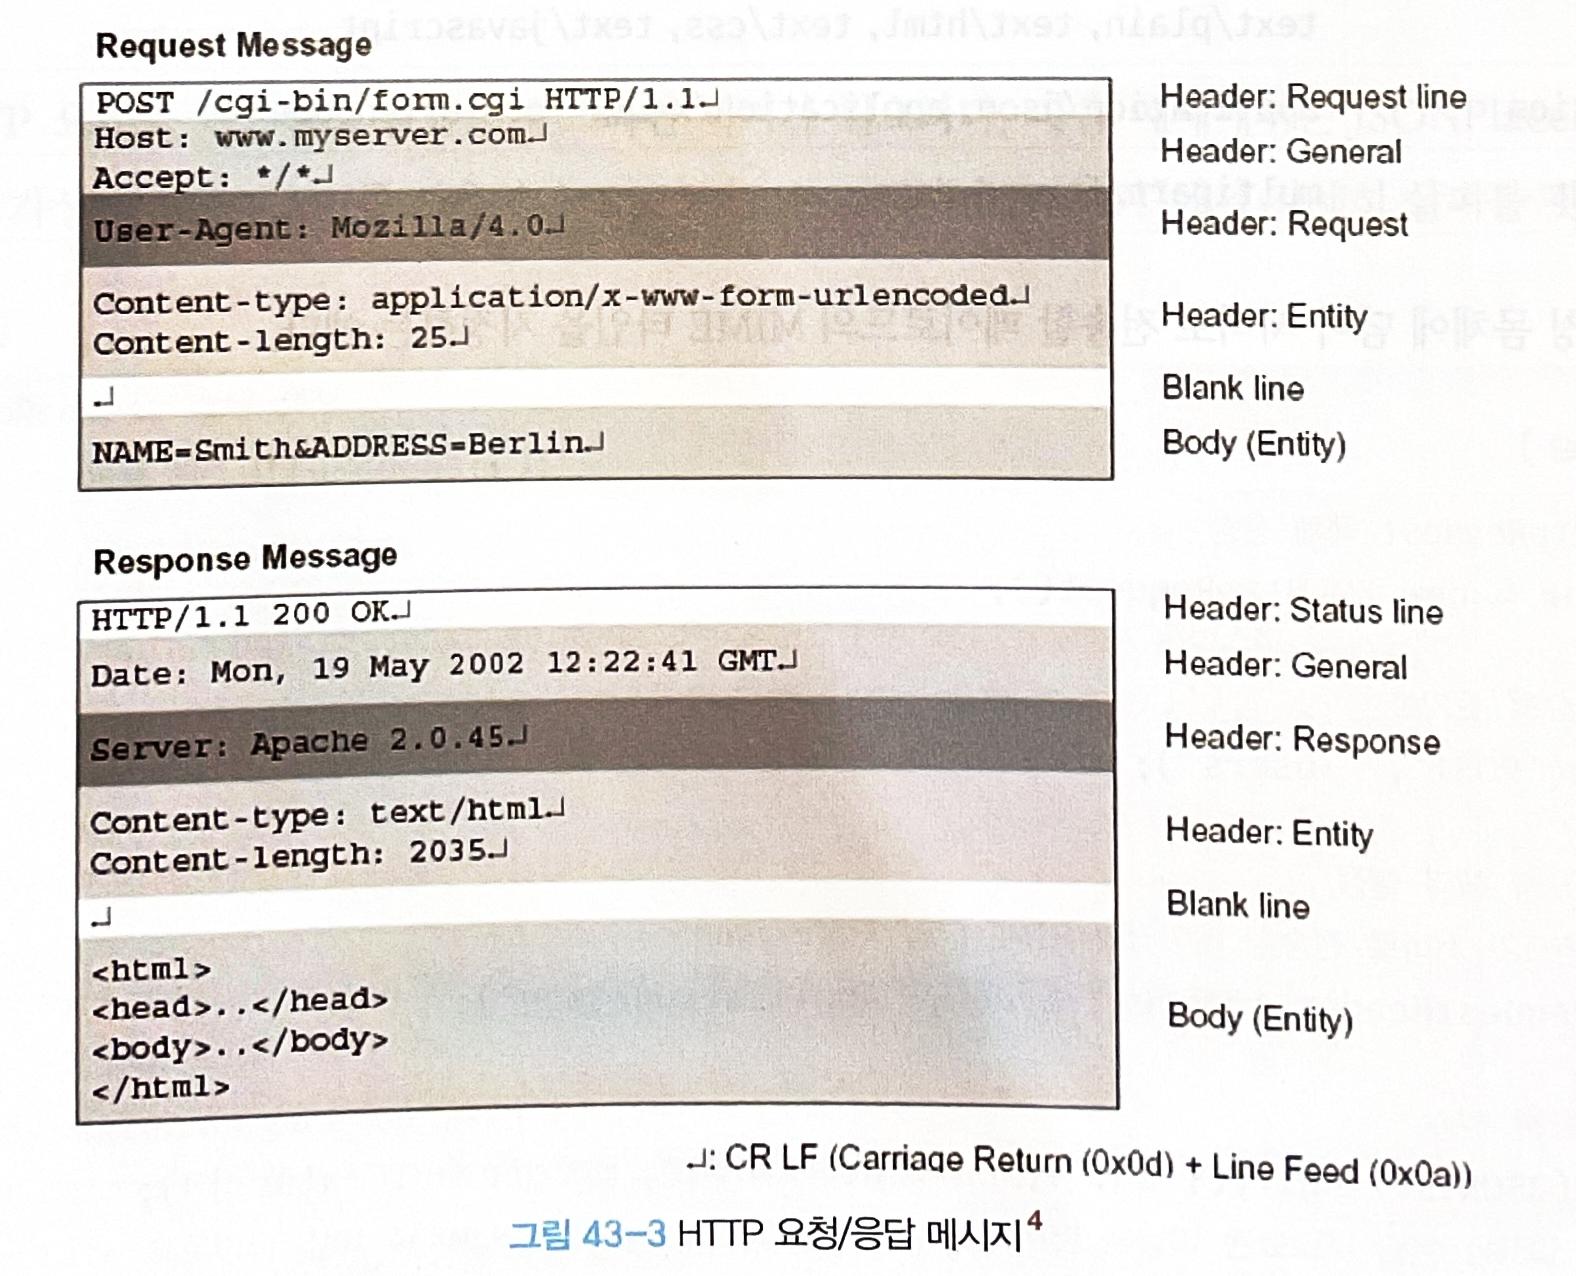 Request Message
POST /cgi-bin/form.cgi HTTP/1.1↵ Header: Request line
Host: www.myserver.com↵
Header: General
Accept: */*↵
User-Agent: Mozilla/4.0↵ Header: Request
Content-type: application/x-www-form-urlencoded↵
Header: Entity
Content-length: 25↵
↵ Blank line
NAME=Smith&ADDRESS=Berlin↵ Body (Entity)
Response Message
HTTP/1.1 200 OK↵ Header: Status line
Date: Mon, 19 May 2002 12:22:41 GMT↵ Header: General
Server: Apache 2.0.45↵ Header: Response
Content-type: text/html↵
Header: Entity
Content-length: 2035↵
↵ Blank line
<html>
<head>..</head>
Body (Entity)
<body>..</body>
</html>
↵: CR LF (Carriage Return (0x0d) + Line Feed (0x0a))
그림 43-3 HTTP 요청/응답 메시지4